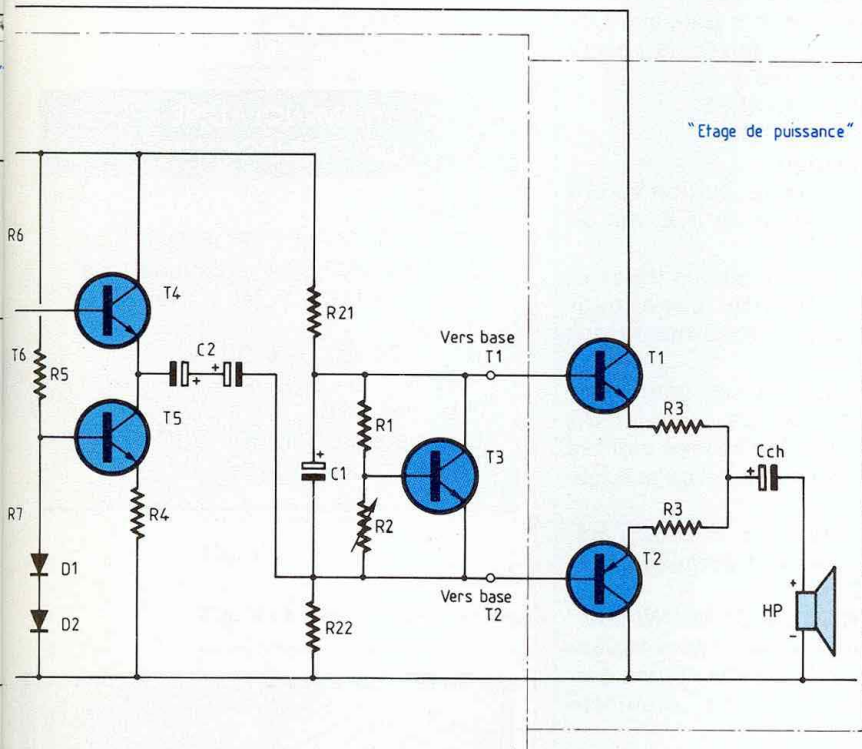 "Etage de puissance"
R6
T4
R21
C2
+
+
Vers base
T1
T1
T6
R5
R3
T5
R1
T3
Cch
+
+
C1
R3
R7
R4
R2
T2
D1
Vers base
T2
HP
+
-
D2
R22